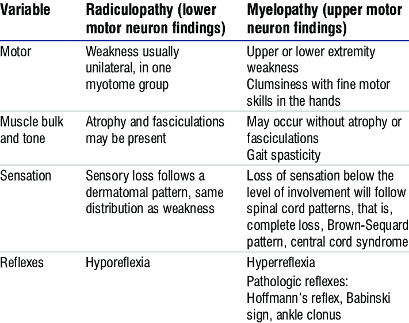 Variable Radiculopathy (lower motor neuron findings) Myelopathy (upper motor neuron findings)
Motor
Weakness usually
unilateral, in one
myotome group
Upper or lower extremity
weakness
Clumsiness with fine motor
skills in the hands
Muscle bulk
and tone
Atrophy and fasciculations
may be present
May occur without atrophy or
fasciculations
Gait spasticity
Sensation
Sensory loss follows a
dermatomal pattern, same
distribution as weakness
Loss of sensation below the
level of involvement will follow
spinal cord patterns, that is,
complete loss, Brown-Sequard
pattern, central cord syndrome
Reflexes
Hyporeflexia
Hyperreflexia
Pathologic reflexes:
Hoffmann's reflex, Babinski
sign, ankle clonus